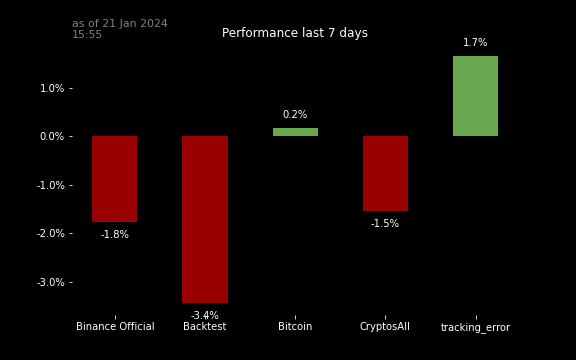 as of 21 Jan 2024
15:55
Performance last 7 days
1.7%
1.0%
0.2%
0.0%
-1.0%
-1.5%
-2.0%
-1.8%
-3.0%
-3.4%
Binance Official
Backtest
Bitcoin
CryptosAll
tracking_error